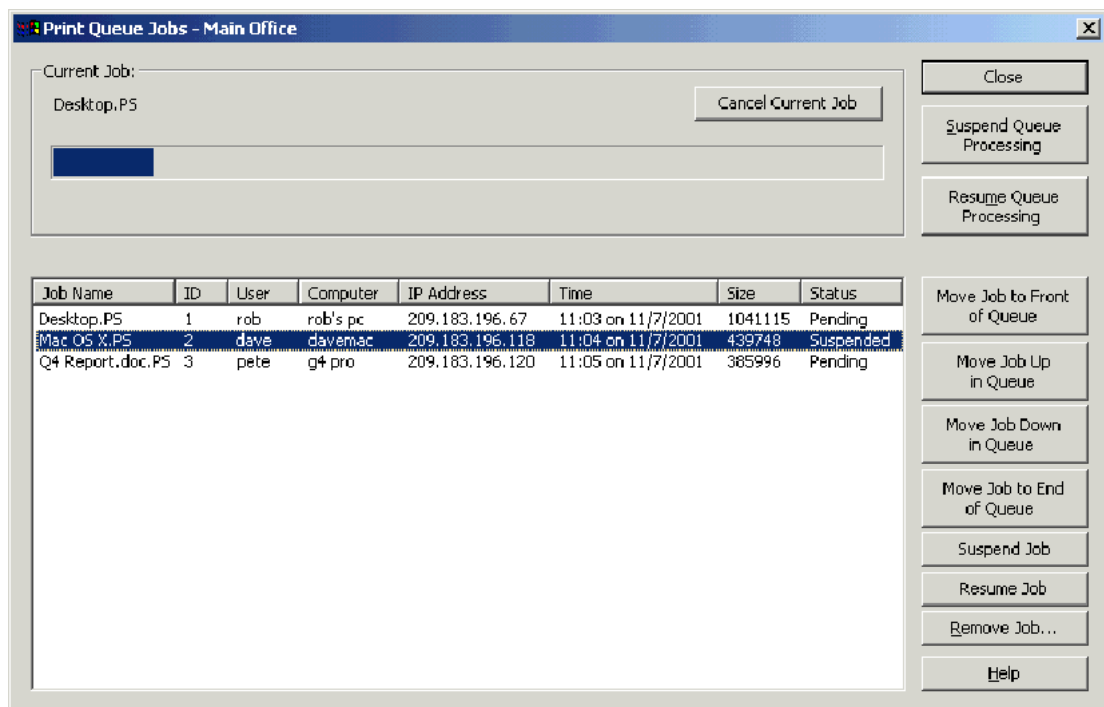 Print Queue Jobs - Main Office
Current Job:
Desktop.PS
Cancel Current Job
Close
Suspend Queue
Processing
Resume Queue
Processing
Job Name ID User Computer IP Address Time Size Status
Desktop.PS 1 rob rob's pc 209.183.196.67 11:03 on 11/7/2001 1041115 Pending
Mac OS X.PS 2 dave davemac 209.183.196.118 11:04 on 11/7/2001 439748 Suspended
Q4 Report.doc.PS 3 pete g4 pro 209.183.196.120 11:05 on 11/7/2001 385996 Pending
Move Job to Front
of Queue
Move Job Up
in Queue
Move Job Down
in Queue
Move Job to End
of Queue
Suspend Job
Resume Job
Remove Job...
Help